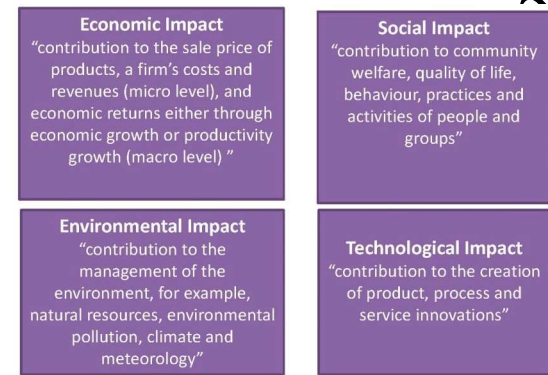 Economic Impact
“contribution to the sale price of
products, a firm’s costs and
revenues (micro level), and
economic returns either through
economic growth or productivity
growth (macro level) ”
Social Impact
“contribution to community
welfare, quality of life,
behaviour, practices and
activities of people and
groups”
Environmental Impact
“contribution to the
management of the
environment, for example,
natural resources, environmental
pollution, climate and
meteorology”
Technological Impact
“contribution to the creation
of product, process and
service innovations”